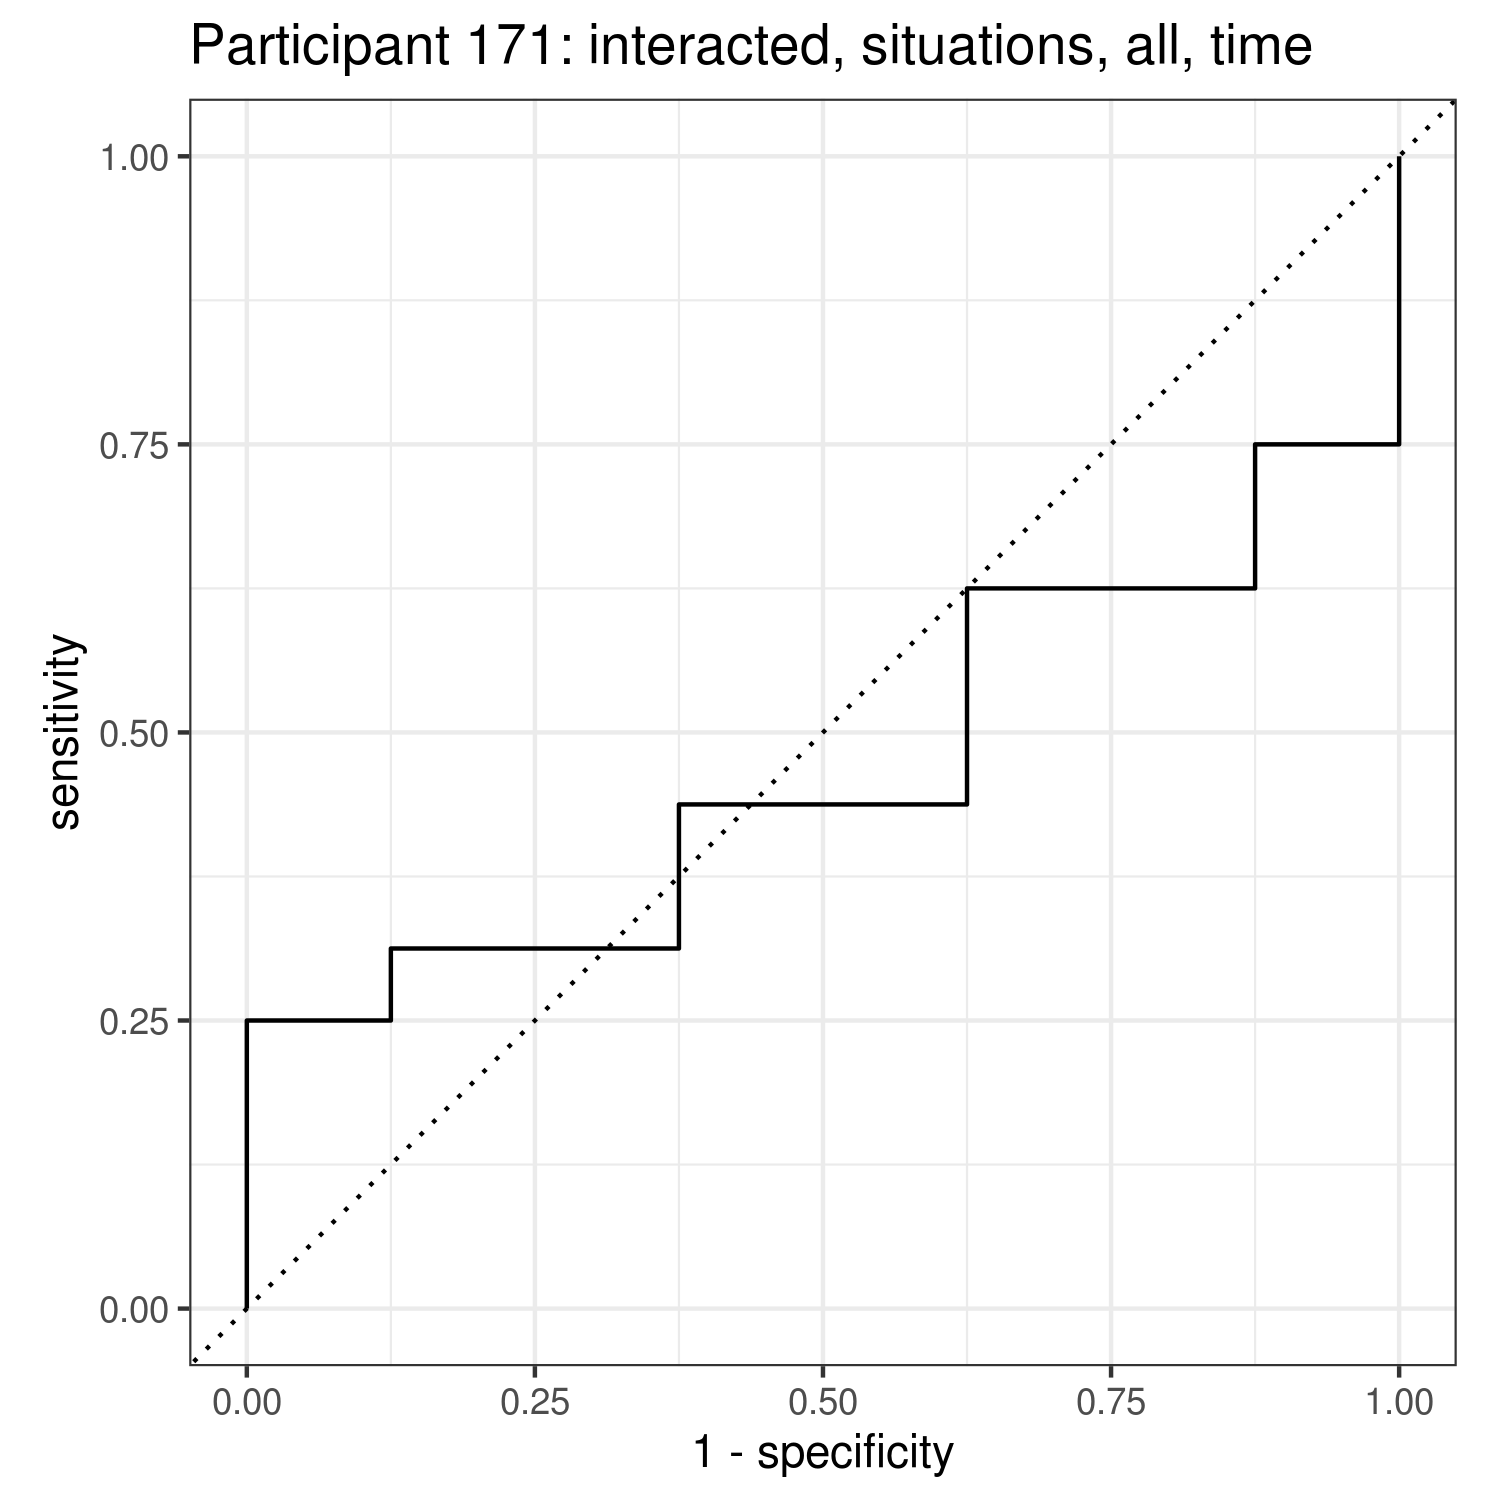 Participant 171: interacted, situations, all, time
1.00
0.75
0.50
0.25
0.00
sensitivity
0.00 0.25 0.50 0.75 1.00
1 - specificity